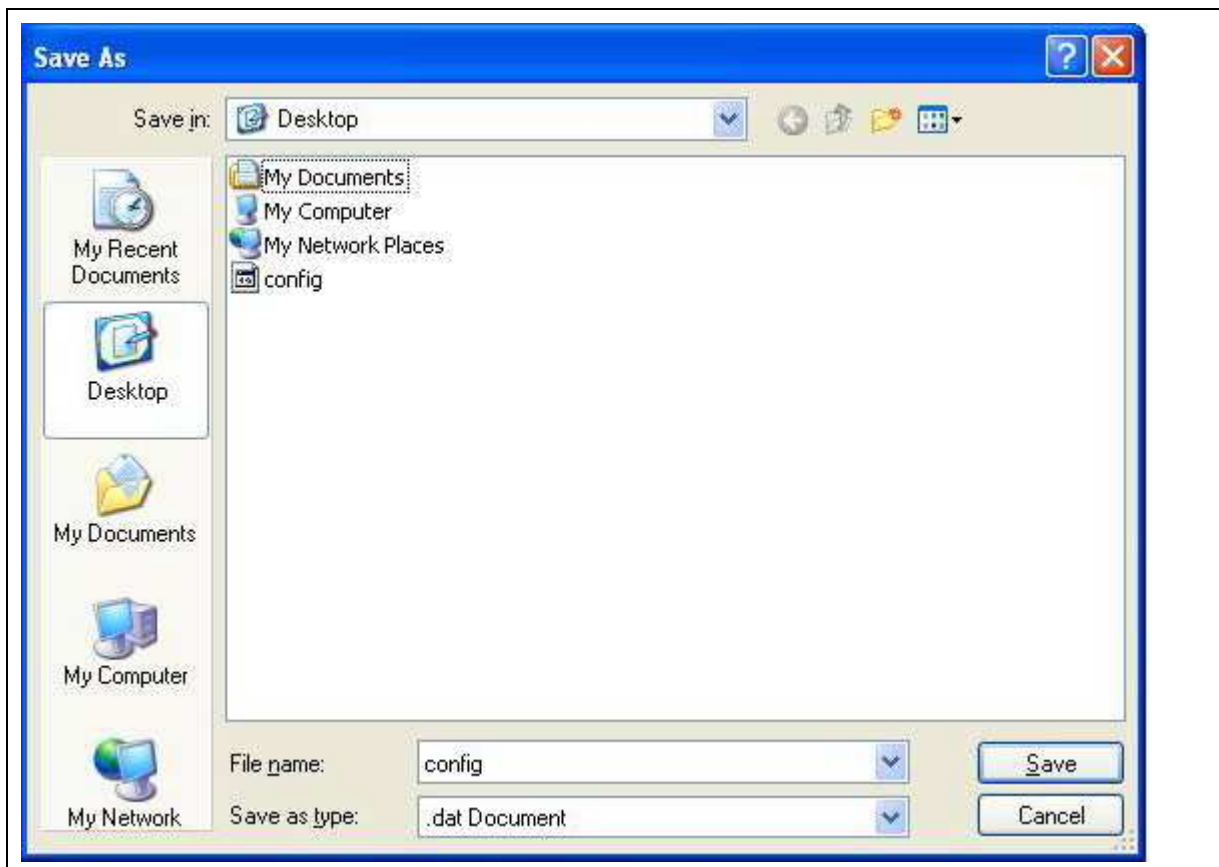 Save As
Save in:
Desktop
My Recent
Documents
Desktop
My Documents
My Computer
My Network
My Documents
My Computer
My Network Places
config
File name:
config
Save
Save as type:
.dat Document
Cancel